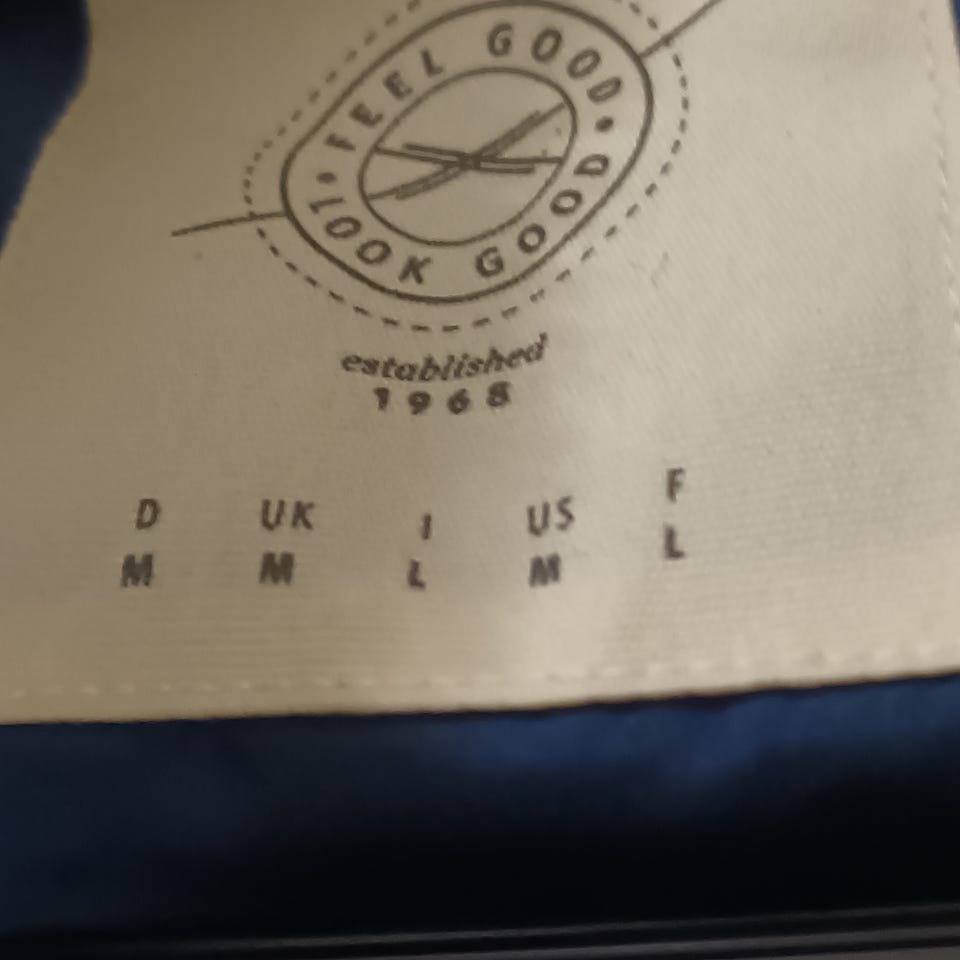 FEEL GOOD
LOOK GOOD
established
1968
D UK I US F
M M L M L